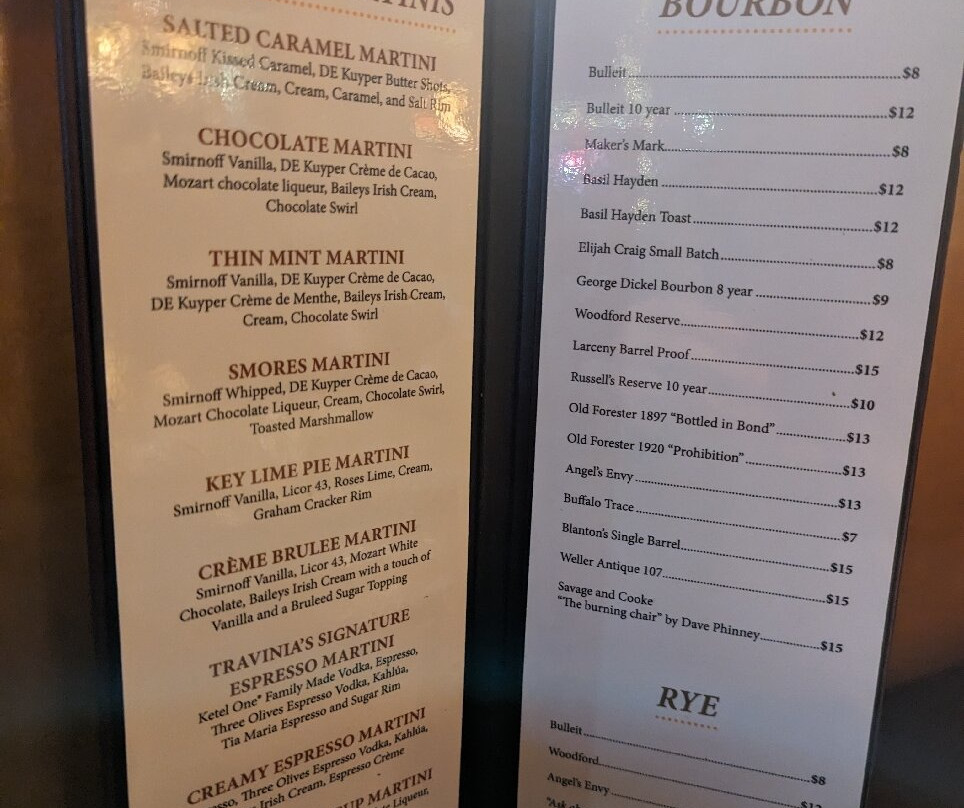 SALTED CARAMEL MARTINI
Smirnoff Kissed Caramel, DE Kuyper Butter Shots,
Baileys Irish Cream, Cream, Caramel, and Salt Rim
CHOCOLATE MARTINI
Smirnoff Vanilla, DE Kuyper Crème de Cacao,
Mozart chocolate liqueur, Baileys Irish Cream,
Chocolate Swirl
THIN MINT MARTINI
Smirnoff Vanilla, DE Kuyper Crème de Cacao,
DE Kuyper Crème de Menthe, Baileys Irish Cream,
Cream, Chocolate Swirl
SMORES MARTINI
Smirnoff Whipped, DE Kuyper Crème de Cacao,
Mozart Chocolate Liqueur, Cream, Chocolate Swirl,
Toasted Marshmallow
KEY LIME PIE MARTINI
Smirnoff Vanilla, Licor 43, Roses Lime, Cream,
Graham Cracker Rim
CRÈME BRULEE MARTINI
Smirnoff Vanilla, Licor 43, Mozart White
Chocolate, Baileys Irish Cream with a touch of
Vanilla and a Bruleed Sugar Topping
TRAVINIA'S SIGNATURE
ESPRESSO MARTINI
Ketel One* Family Made Vodka, Espresso,
Three Olives Espresso Vodka, Kahlúa,
Tia Maria Espresso and Sugar Rim
CREAMY ESPRESSO MARTINI
Three Olives Espresso Vodka, Kahlúa,
Irish Cream, Espresso Crème
MARTINI
Liqueur,
BOURBON
Bulleit $8
Bulleit 10 year $12
Maker's Mark $8
Basil Hayden $12
Basil Hayden Toast $12
Elijah Craig Small Batch $8
George Dickel Bourbon 8 year $9
Woodford Reserve $12
Larceny Barrel Proof $15
Russell's Reserve 10 year $10
Old Forester 1897 "Bottled in Bond" $13
Old Forester 1920 "Prohibition" $13
Angel's Envy $13
Buffalo Trace $7
Blanton's Single Barrel $15
Weller Antique 107 $15
Savage and Cooke
"The burning chair" by Dave Phinney $15
RYE
Bulleit $8
Woodford
Angel's Envy